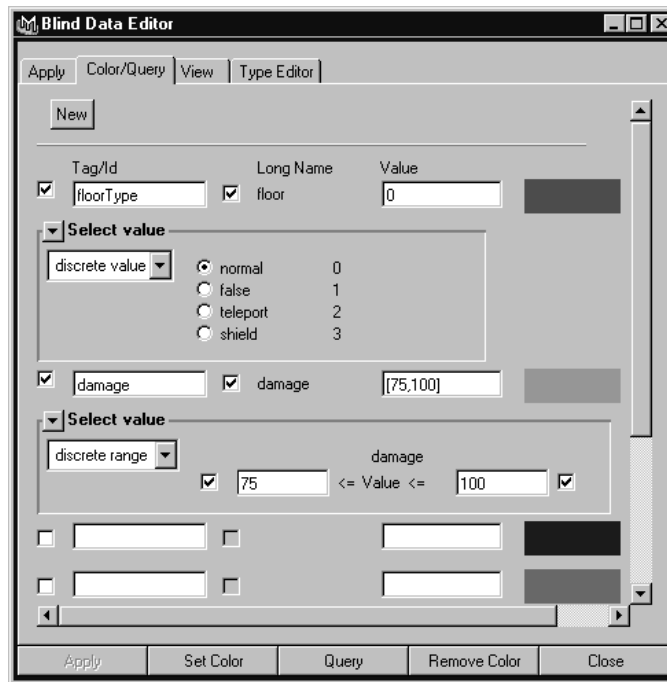 Blind Data Editor
Apply Color/Query View Type Editor
New
Tag/Id Long Name Value
floorType floor 0
Select value
discrete value normal 0
false 1
teleport 2
shield 3
damage damage [75,100]
Select value
discrete range damage
75 <= Value <= 100
Apply Set Color Query Remove Color Close